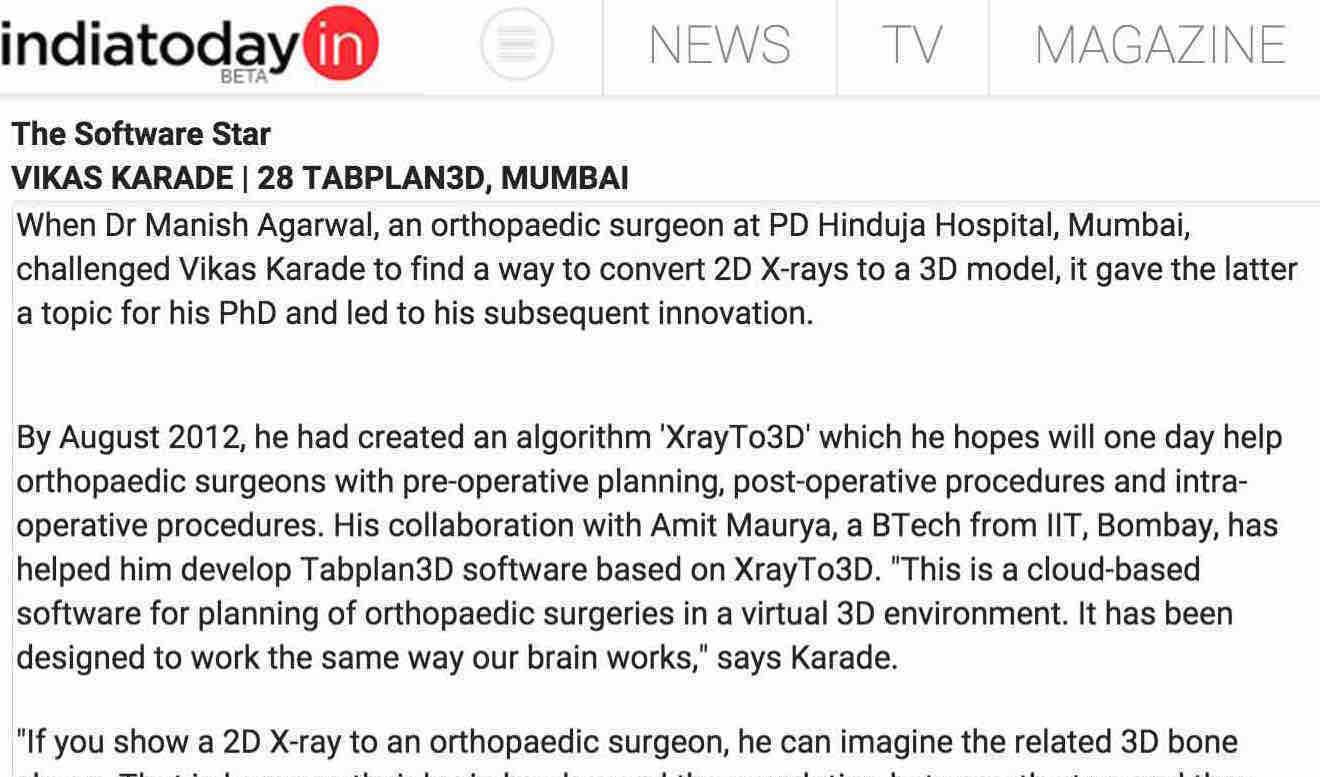 indiatoday in
BETA
NEWS
TV
MAGAZINE
The Software Star
VIKAS KARADE | 28 TABPLAN3D, MUMBAI
When Dr Manish Agarwal, an orthopaedic surgeon at PD Hinduja Hospital, Mumbai,
challenged Vikas Karade to find a way to convert 2D X-rays to a 3D model, it gave the latter
a topic for his PhD and led to his subsequent innovation.
By August 2012, he had created an algorithm 'XrayTo3D' which he hopes will one day help
orthopaedic surgeons with pre-operative planning, post-operative procedures and intra-
operative procedures. His collaboration with Amit Maurya, a BTech from IIT, Bombay, has
helped him develop Tabplan3D software based on XrayTo3D. "This is a cloud-based
software for planning of orthopaedic surgeries in a virtual 3D environment. It has been
designed to work the same way our brain works," says Karade.
"If you show a 2D X-ray to an orthopaedic surgeon, he can imagine the related 3D bone